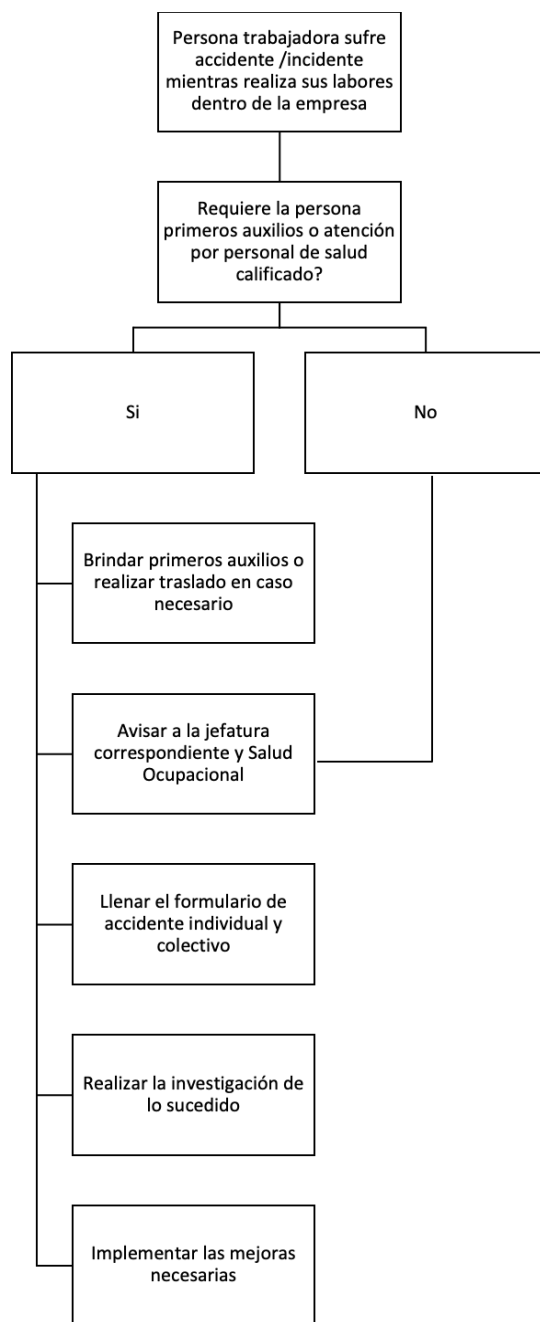 Persona trabajadora sufre
accidente /incidente
mientras realiza sus labores
dentro de la empresa
Requiere la persona
primeros auxilios o atención
por personal de salud
calificado?
Si
No
Brindar primeros auxilios o
realizar traslado en caso
necesario
Avisar a la jefatura
correspondiente y Salud
Ocupacional
Llenar el formulario de
accidente individual y
colectivo
Realizar la investigación de
lo sucedido
Implementar las mejoras
necesarias